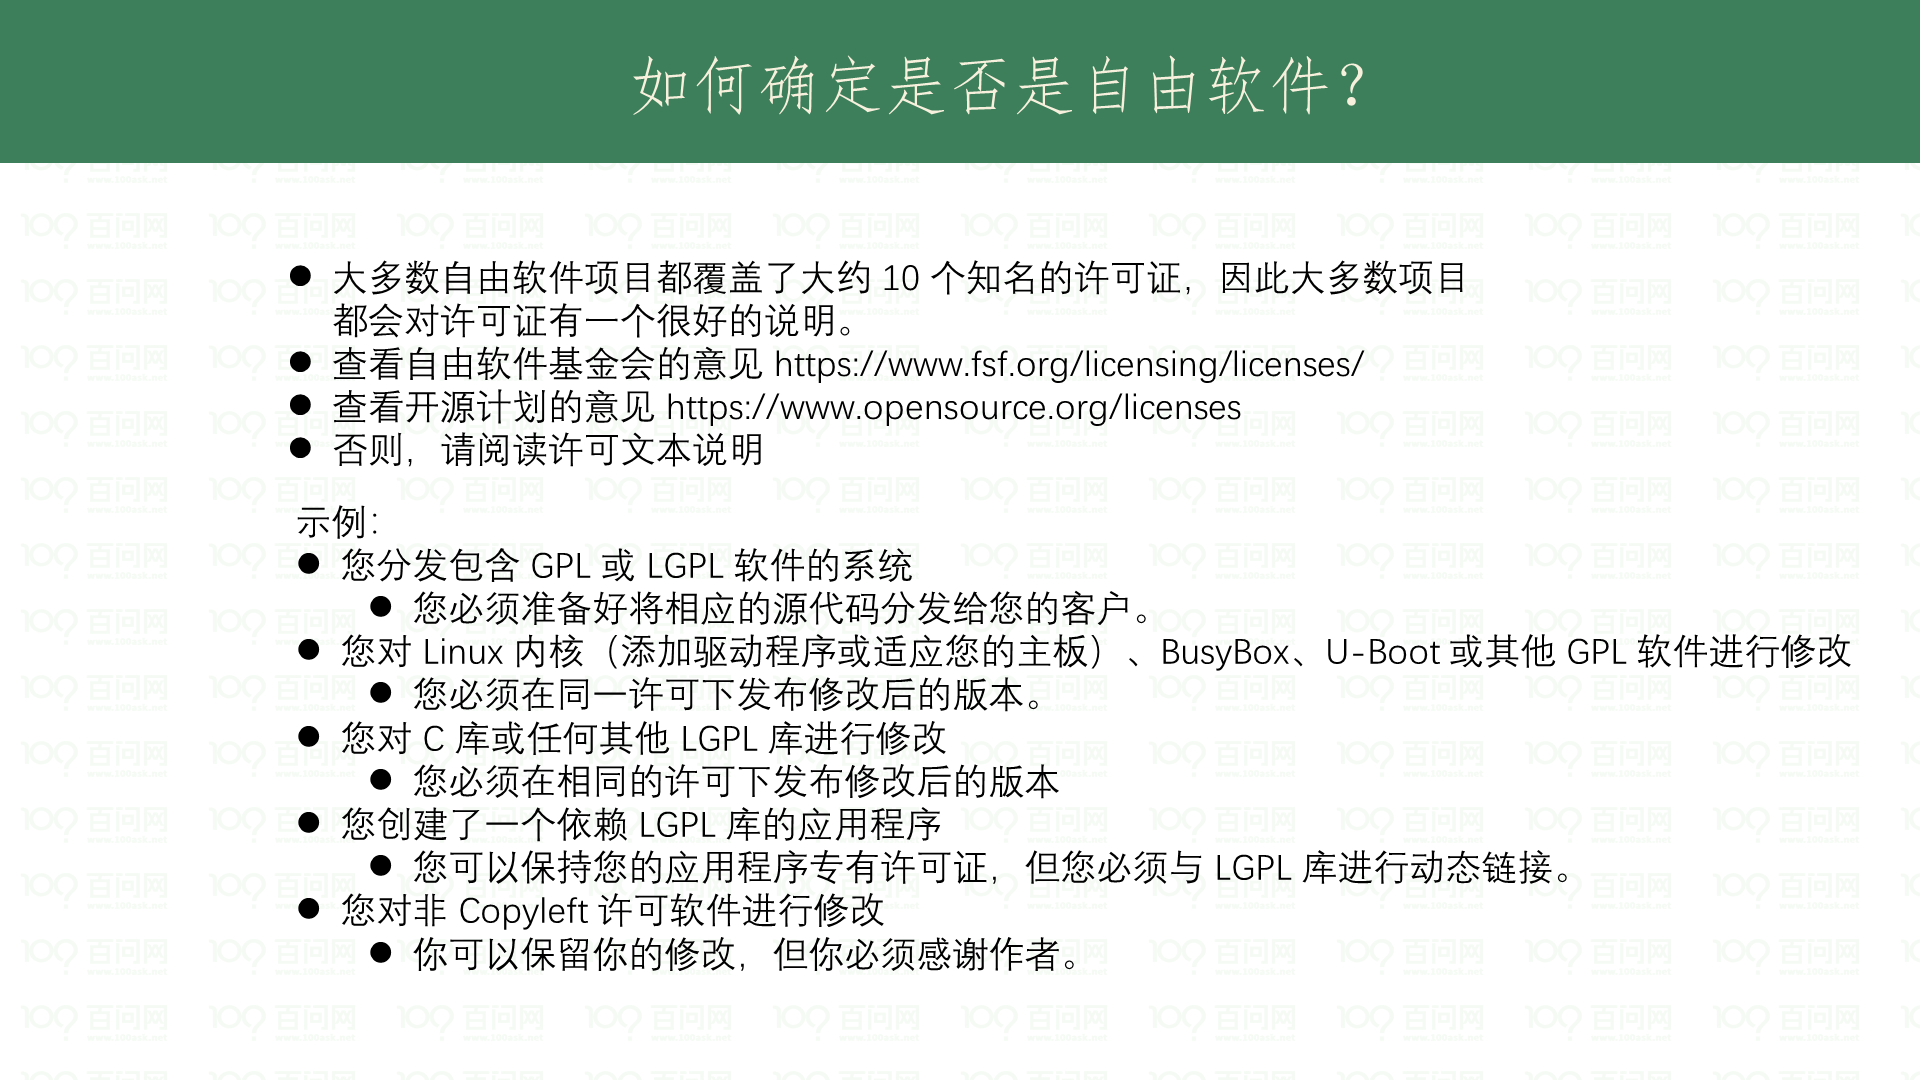 如何确定是否是自由软件？
● 大多数自由软件项目都覆盖了大约 10 个知名的许可证，因此大多数项目
都会对许可证有一个很好的说明。
● 查看自由软件基金会的意见 https://www.fsf.org/licensing/licenses/
● 查看开源计划的意见 https://www.opensource.org/licenses
● 否则，请阅读许可文本说明
示例：
● 您分发包含 GPL 或 LGPL 软件的系统
● 您必须准备好将相应的源代码分发给您的客户。
● 您对 Linux 内核（添加驱动程序或适应您的主板）、BusyBox、U-Boot 或其他 GPL 软件进行修改
● 您必须在同一许可下发布修改后的版本。
● 您对 C 库或任何其他 LGPL 库进行修改
● 您必须在相同的许可下发布修改后的版本
● 您创建了一个依赖 LGPL 库的应用程序
● 您可以保持您的应用程序专有许可证，但您必须与 LGPL 库进行动态链接。
● 您对非 Copyleft 许可软件进行修改
● 你可以保留你的修改，但你必须感谢作者。